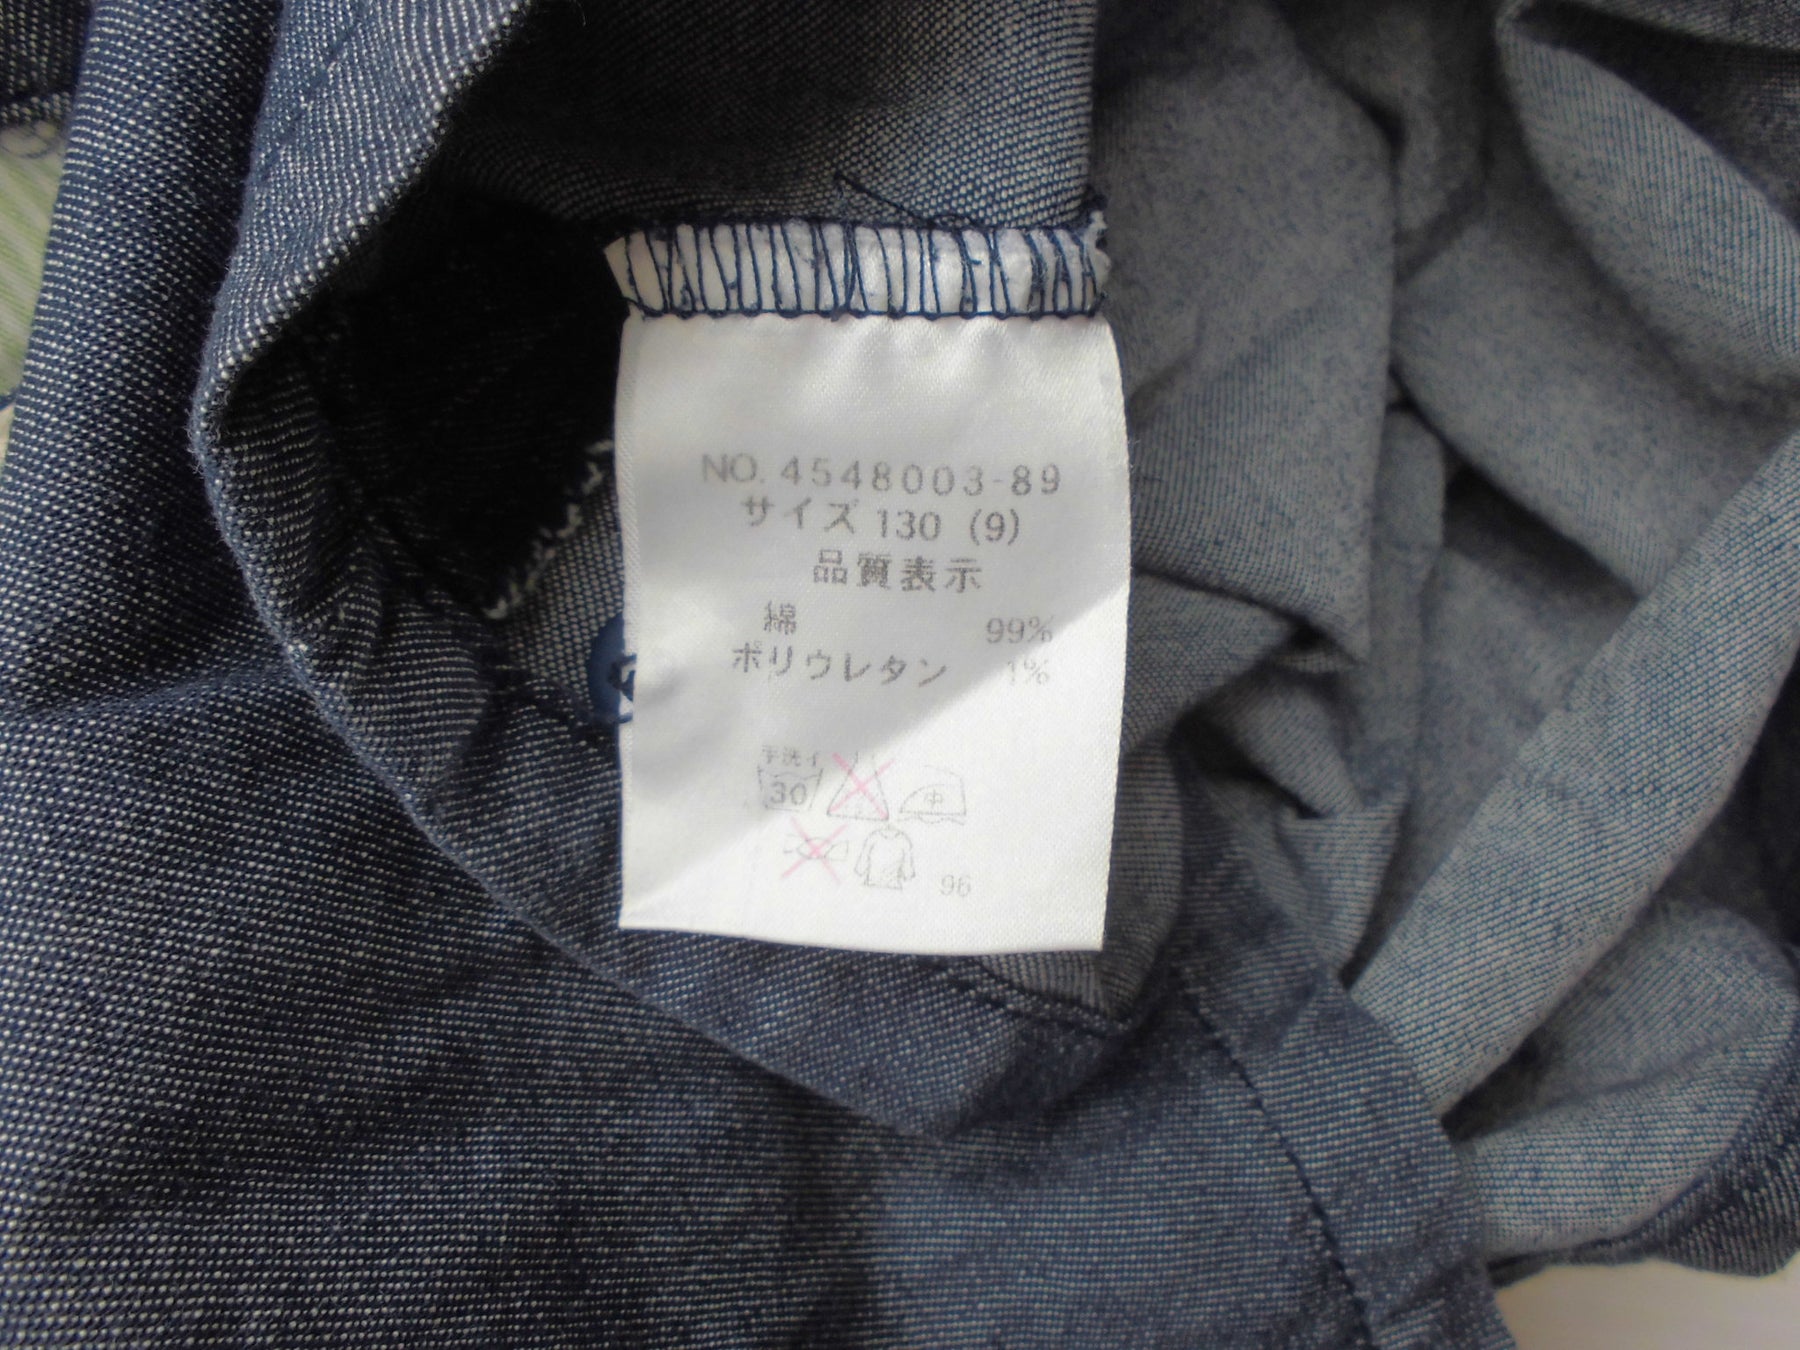 NO. 4548003-89
サイズ 130 (9)
品質表示
綿 99%
ポリウレタン 1%
手洗イ
30 中
96